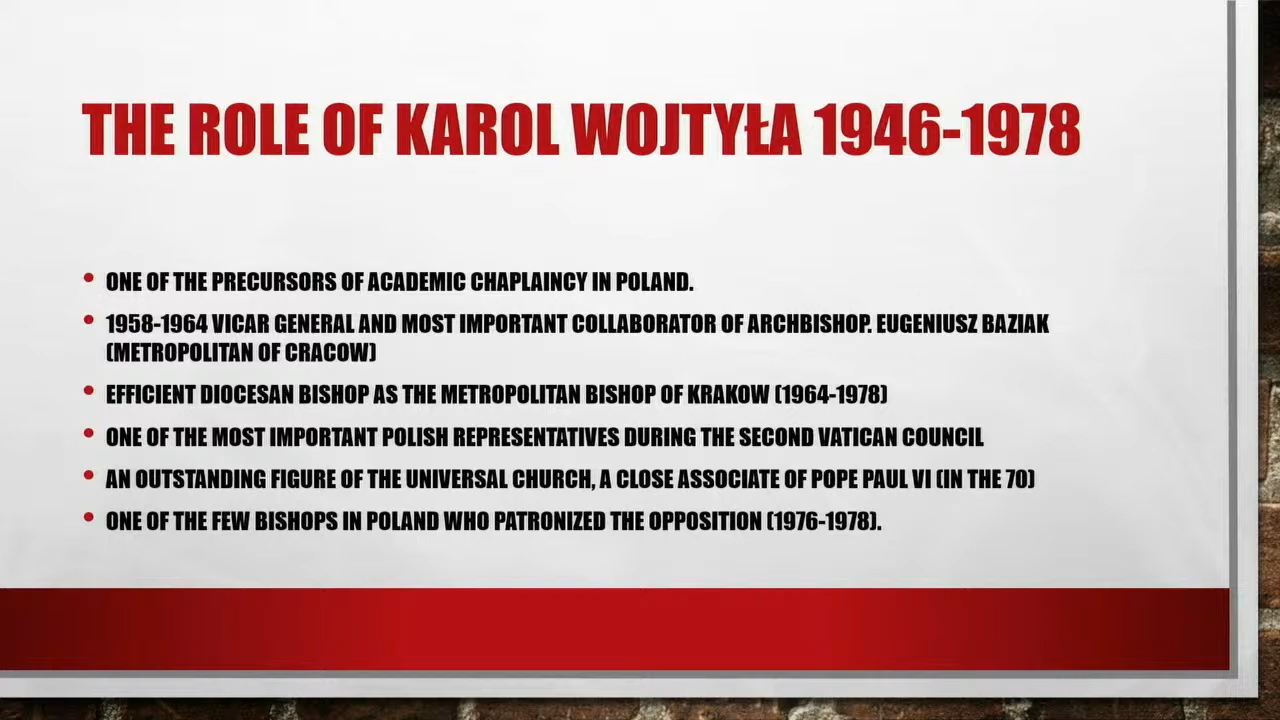 THE ROLE OF KAROL WOJTYŁA 1946-1978
• ONE OF THE PRECURSORS OF ACADEMIC CHAPLAINCY IN POLAND.
• 1958-1964 VICAR GENERAL AND MOST IMPORTANT COLLABORATOR OF ARCHBISHOP. EUGENIUSZ BAZIAK
(METROPOLITAN OF CRACOW)
• EFFICIENT DIOCESAN BISHOP AS THE METROPOLITAN BISHOP OF KRAKOW (1964-1978)
• ONE OF THE MOST IMPORTANT POLISH REPRESENTATIVES DURING THE SECOND VATICAN COUNCIL
• AN OUTSTANDING FIGURE OF THE UNIVERSAL CHURCH, A CLOSE ASSOCIATE OF POPE PAUL VI (IN THE 70)
• ONE OF THE FEW BISHOPS IN POLAND WHO PATRONIZED THE OPPOSITION (1976-1978).